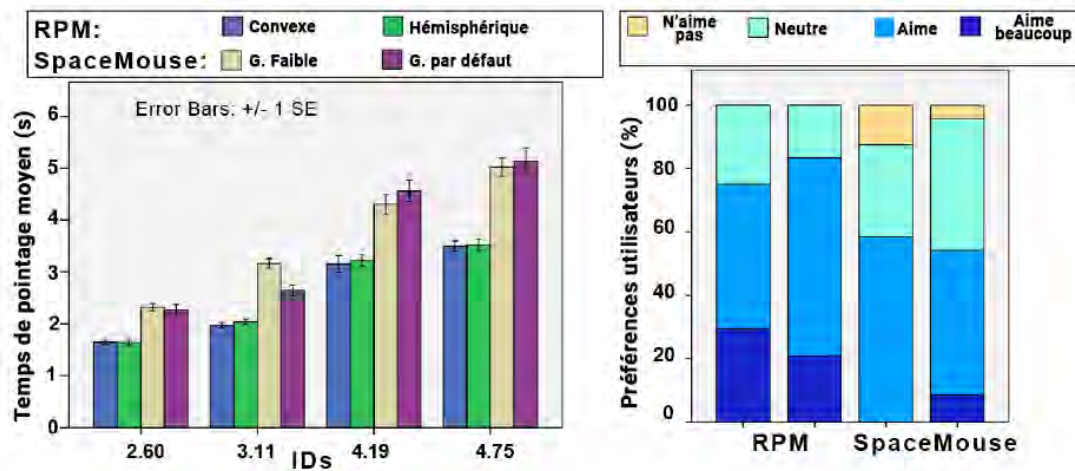 RPM: Convexe Hémisphérique
SpaceMouse: G. Faible G. par défaut
Error Bars: +/- 1 SE
Temps de pointage moyen (s)
6
5
4
3
2
1
0
2.60 3.11 4.19 4.75
IDs
N'aime pas Neutre Aime Aime beaucoup
Préférences utilisateurs (%)
100
80
60
40
20
0
RPM SpaceMouse